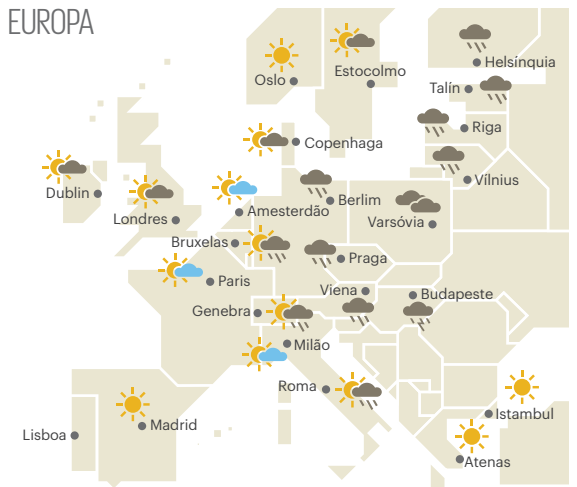 EUROPA
Helsínquia
Estocolmo
Oslo
Talín
Riga
Copenhaga
Vílnius
Dublin
Berlim
Londres
Amesterdão
Varsóvia
Bruxelas
Praga
Paris
Viena
Budapeste
Genebra
Milão
Roma
Istambul
Madrid
Lisboa
Atenas